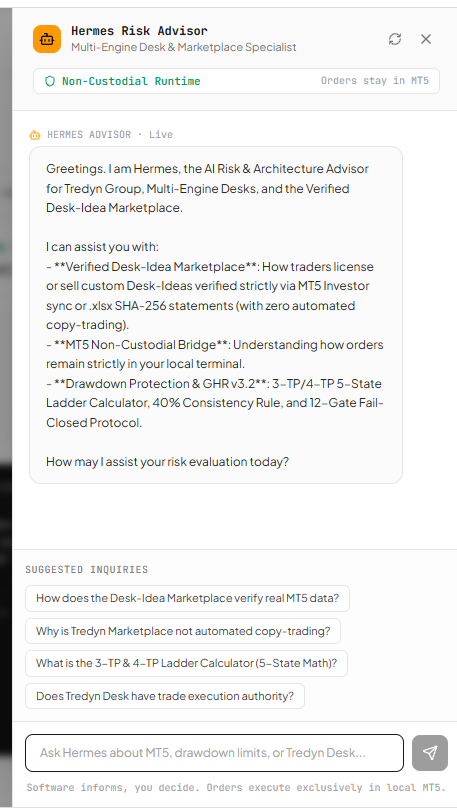 Hermes Risk Advisor
Multi-Engine Desk & Marketplace Specialist
Non-Custodial Runtime
Orders stay in MT5
HERMES ADVISOR · Live
Greetings. I am Hermes, the AI Risk & Architecture Advisor
for Tredyn Group, Multi-Engine Desks, and the Verified
Desk-Idea Marketplace.
I can assist you with:
- **Verified Desk-Idea Marketplace**: How traders license
or sell custom Desk-Ideas verified strictly via MT5 Investor
sync or .xlsx SHA-256 statements (with zero automated
copy-trading).
- **MT5 Non-Custodial Bridge**: Understanding how orders
remain strictly in your local terminal.
- **Drawdown Protection & GHR v3.2**: 3-TP/4-TP 5-State
Ladder Calculator, 40% Consistency Rule, and 12-Gate Fail-
Closed Protocol.
How may I assist your risk evaluation today?
SUGGESTED INQUIRIES
How does the Desk-Idea Marketplace verify real MT5 data?
Why is Tredyn Marketplace not automated copy-trading?
What is the 3-TP & 4-TP Ladder Calculator (5-State Math)?
Does Tredyn Desk have trade execution authority?
Ask Hermes about MT5, drawdown limits, or Tredyn Desk...
Software informs, you decide. Orders execute exclusively in local MT5.